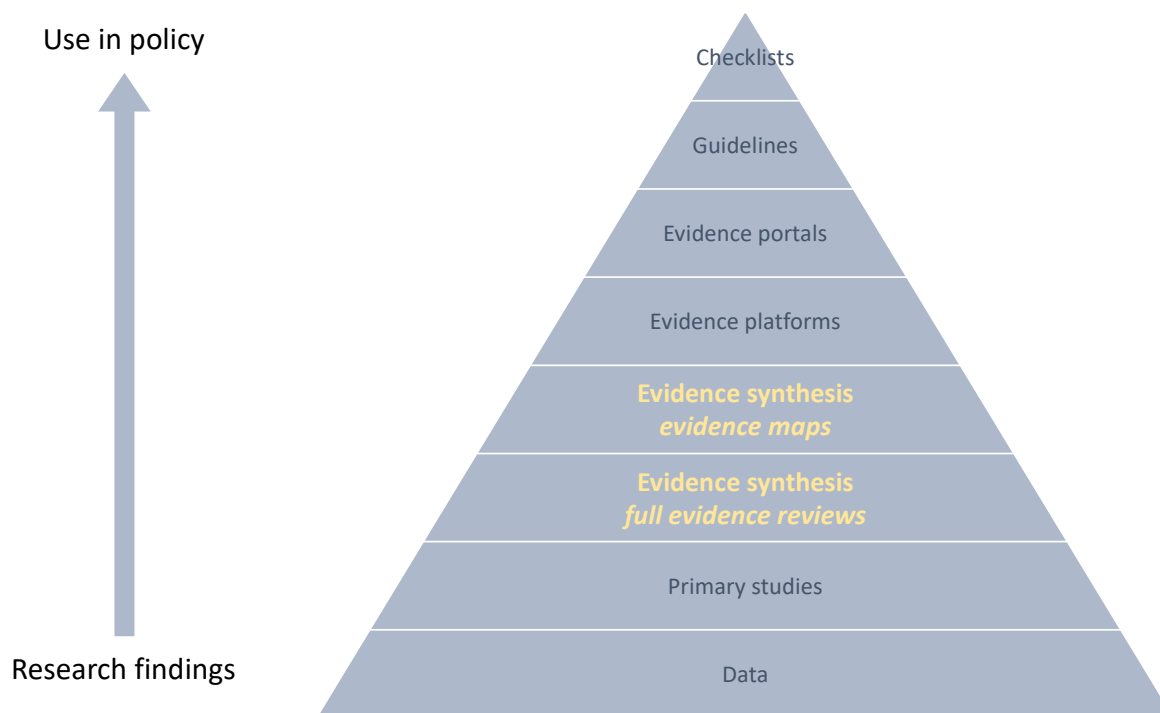 Use in policy
Checklists
Guidelines
Evidence portals
Evidence platforms
Evidence synthesis
evidence maps
Evidence synthesis
full evidence reviews
Primary studies
Research findings
Data